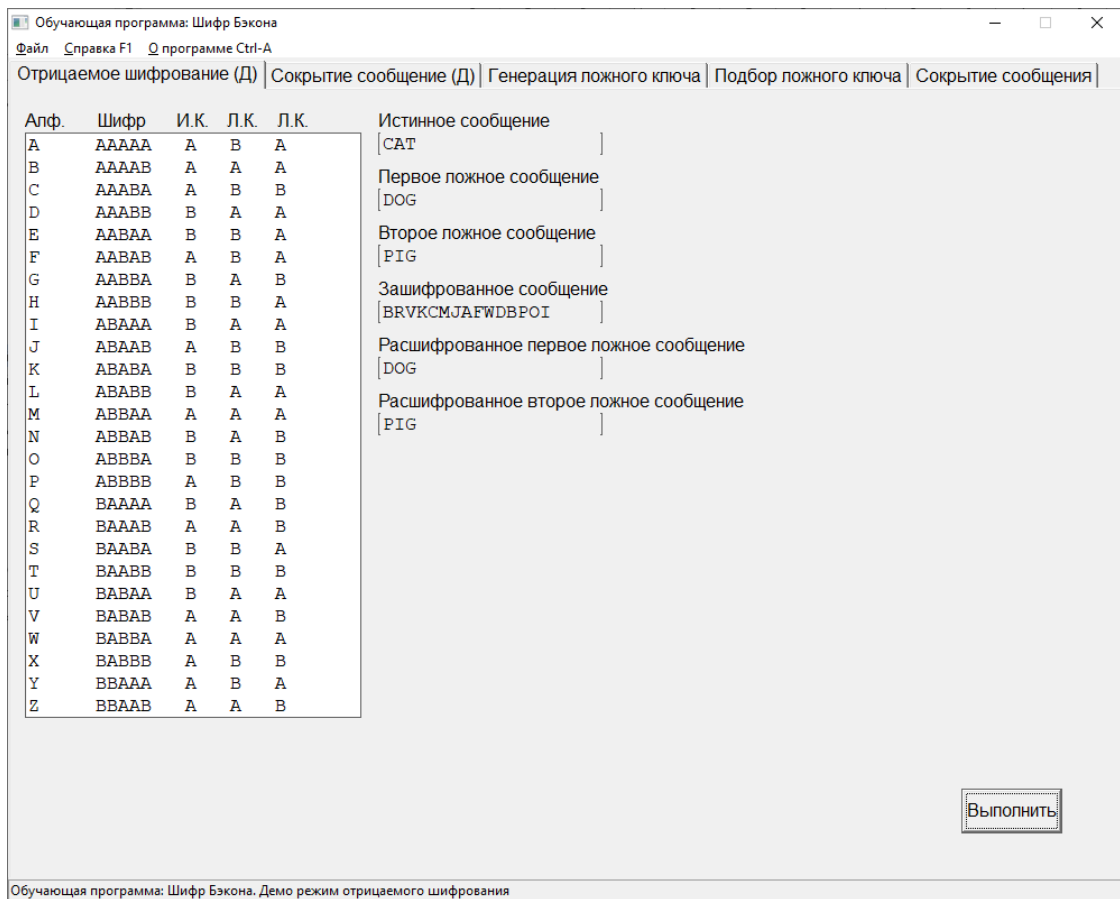 Обучающая программа: Шифр Бэкона
Файл Справка F1 О программе Ctrl-A
Отрицаемое шифрование (Д) Сокрытие сообщение (Д) Генерация ложного ключа Подбор ложного ключа Сокрытие сообщения
Алф. Шифр И.К. Л.К. Л.К.
A AAAAA A B A
B AAAAB A A A
C AAABA A B B
D AAABB B A A
E AABAA B B A
F AABAB A B A
G AABBA B A B
H AABBB B B A
I ABAAA B A A
J ABAAB A B B
K ABABA B B B
L ABABB B A A
M ABBAA A A A
N ABBAB B A B
O ABBBA B B B
P ABBBB A B B
Q BAAAA B A B
R BAAAB A A B
S BAABA B B A
T BAABB B B B
U BABAA B A A
V BABAB A A B
W BABBA A A A
X BABBB A B B
Y BBAAA A B A
Z BBAAB A A B
Истинное сообщение
CAT
Первое ложное сообщение
DOG
Второе ложное сообщение
PIG
Зашифрованное сообщение
BRVKCMJAFWDBPOI
Расшифрованное первое ложное сообщение
DOG
Расшифрованное второе ложное сообщение
PIG
Выполнить
Обучающая программа: Шифр Бэкона. Демо режим отрицаемого шифрования